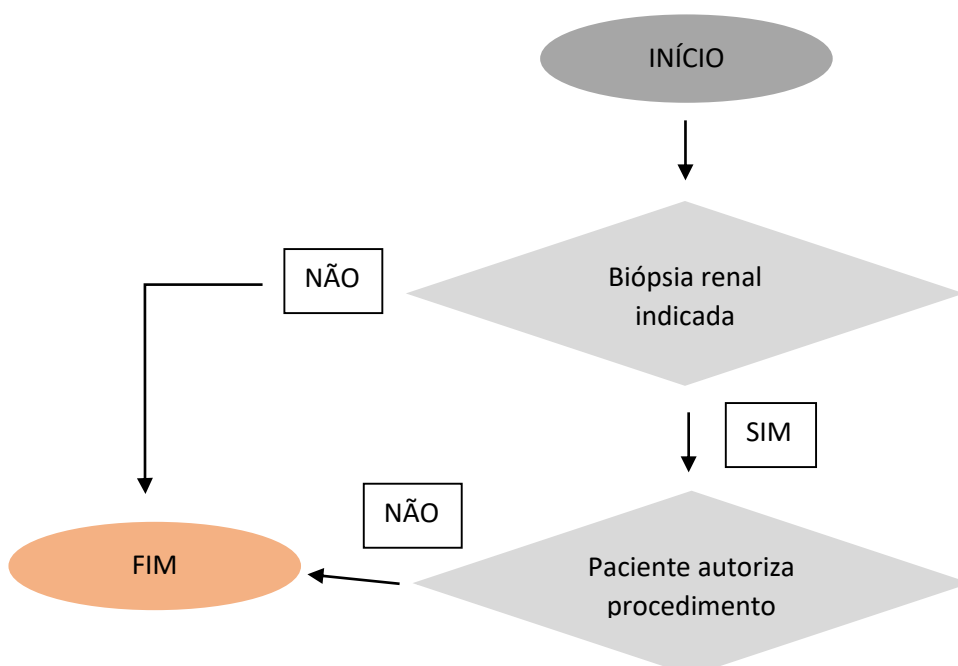 INÍCIO
NÃO
Biópsia renal
indicada
SIM
NÃO
FIM
Paciente autoriza
procedimento